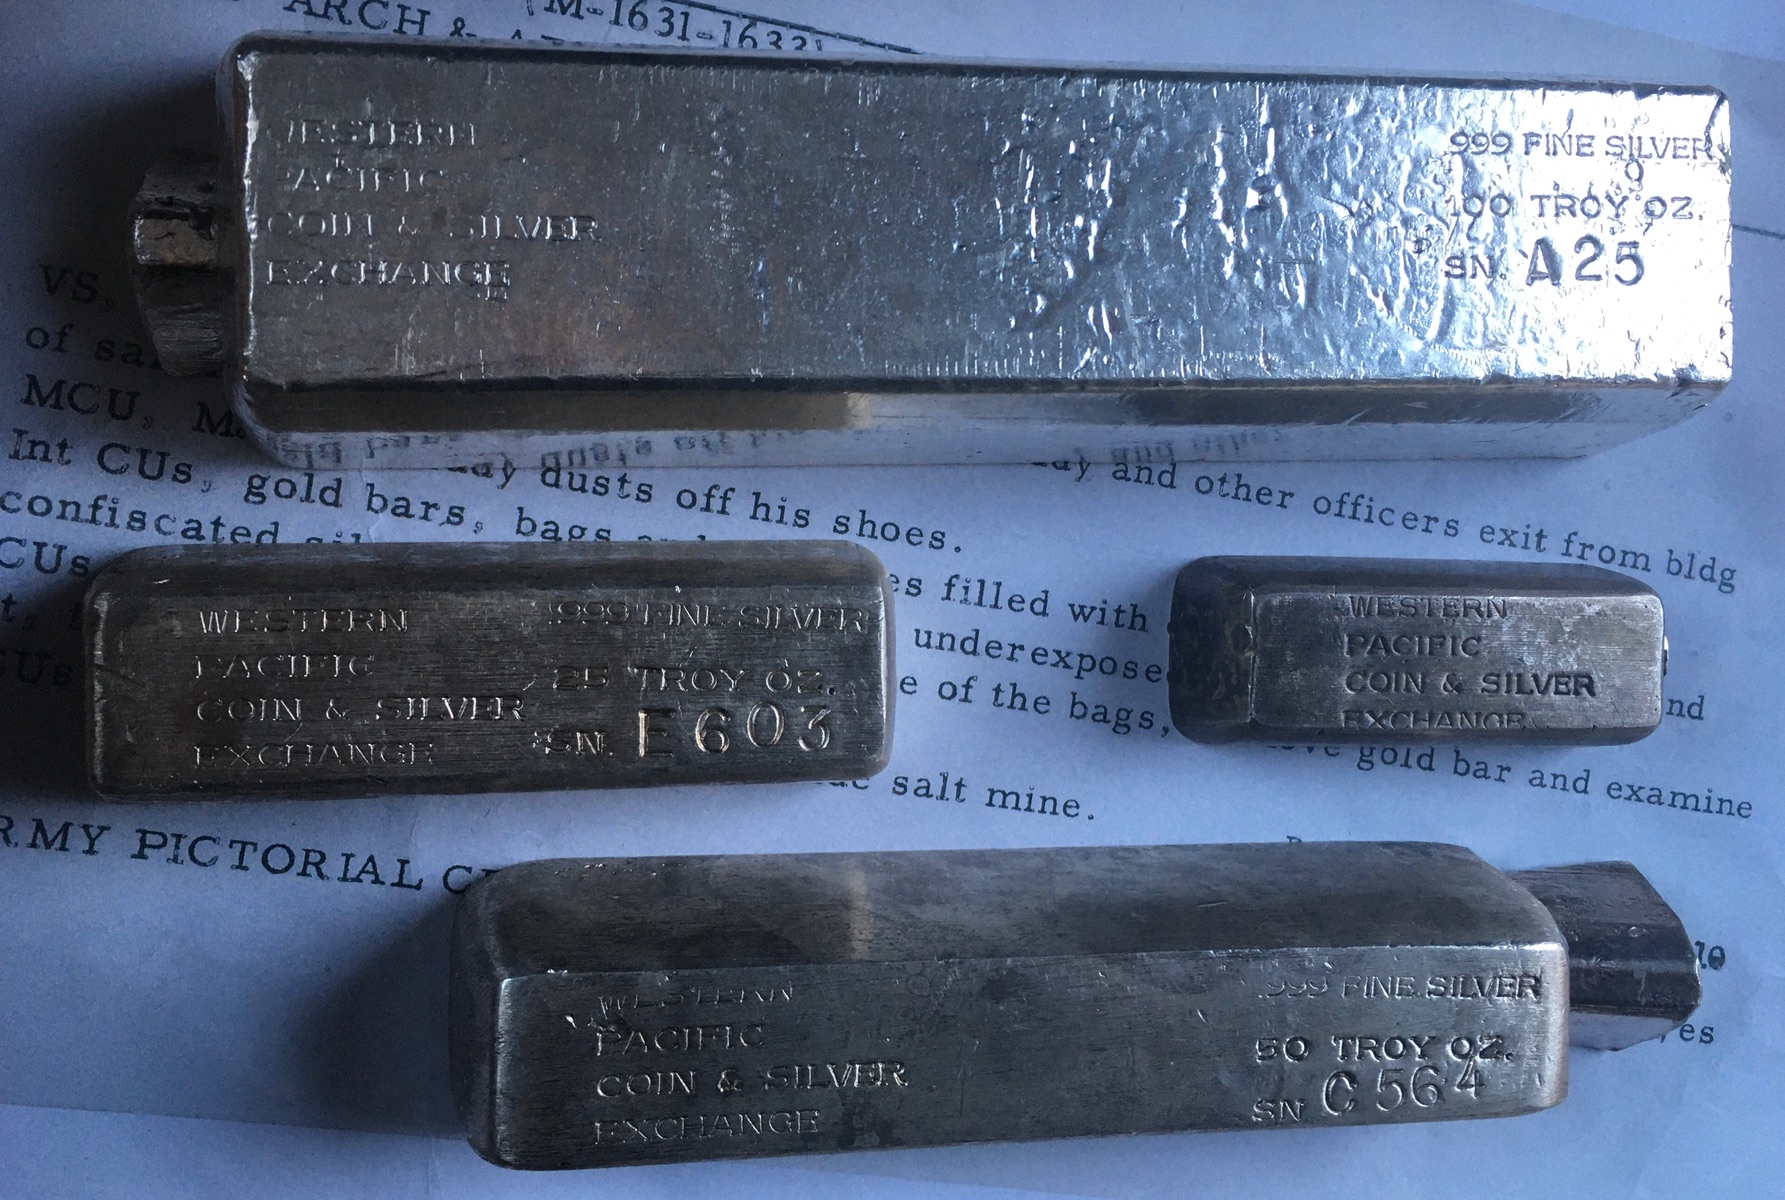 ARCH &
M-1631-1633
WESTERN
PACIFIC
COIN & SILVER
EXCHANGE
.999 FINE SILVER
100 TROY OZ.
SN. A25
VS,
of
MCU,
Int CUs, gold bars, bags
dusts off his shoes.
and other officers exit from bldg
confiscated
CUs
filled with
underexpose
of the bags,
gold bar and examine
salt mine.
WESTERN
PACIFIC
COIN & SILVER
EXCHANGE
.999 FINE SILVER
25 TROY OZ.
SN. E603
WESTERN
PACIFIC
COIN & SILVER
EXCHANGE
ARMY PICTORIAL
WESTERN
PACIFIC
COIN & SILVER
EXCHANGE
.999 FINE SILVER
50 TROY OZ.
SN C564